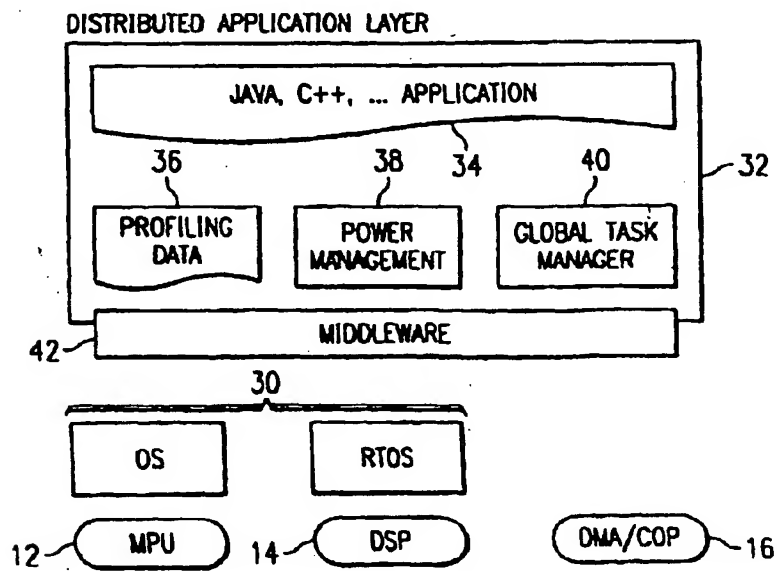 DISTRIBUTED APPLICATION LAYER
JAVA, C++, ... APPLICATION
36
38
34
40
32
PROFILING
DATA
POWER
MANAGEMENT
GLOBAL TASK
MANAGER
MIDDLEWARE
42
30
OS
RTOS
12
MPU
14
DSP
DMA/COP
16